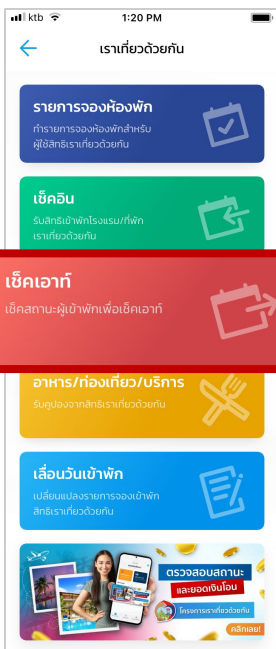 ktb
1:20 PM
เราเที่ยวด้วยกัน
รายการจองห้องพัก
ทำรายการจองห้องพักสำหรับ
ผู้ใช้สิทธิเราเที่ยวด้วยกัน
เช็คอิน
รับสิทธิเข้าพักโรงแรม/ที่พัก
เราเที่ยวด้วยกัน
เช็คเอาท์
เช็คสถานะผู้เข้าพักเพื่อเช็คเอาท์
อาหาร/ท่องเที่ยว/บริการ
รับคูปองจากสิทธิเราเที่ยวด้วยกัน
เลื่อนวันเข้าพัก
เปลี่ยนแปลงรายการจองเข้าพัก
สิทธิเราเที่ยวด้วยกัน
ตรวจสอบสถานะ
และยอดเงินโอน
โครงการเราเที่ยวด้วยกัน
คลิกเลย!